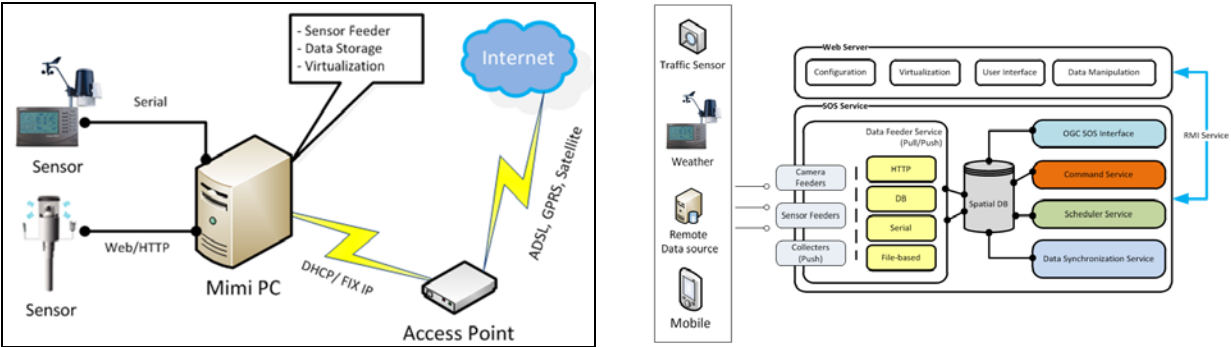 - Sensor Feeder
- Data Storage
- Virtualization
Internet
Serial
Sensor
Web/HTTP
Sensor
Mimi PC
DHCP/ FIX IP
ADSL, GPRS, Satellite
Access Point
Traffic Sensor
Weather
Remote
Data source
Mobile
Web Server
Configuration
Virtualization
User Interface
Data Manipulation
SOS Service
Data Feeder Service
(Pull/Push)
Camera
Feeders
Sensor Feeders
Collecters
(Push)
HTTP
DB
Serial
File-based
Spatial DB
OGC SOS Interface
Command Service
Scheduler Service
Data Synchronization Service
RMI Service